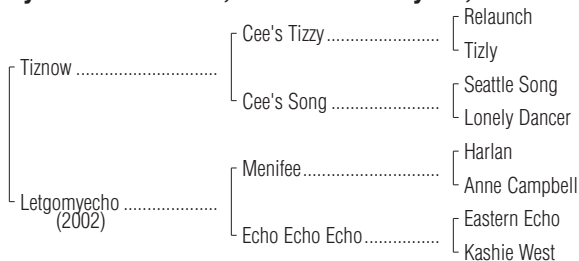 Relaunch
Cee's Tizzy
Tizly
Tiznow
Seattle Song
Cee's Song
Lonely Dancer
Harlan
Menifee
Anne Campbell
Letgomyecho
(2002)
Eastern Echo
Echo Echo Echo
Kashie West